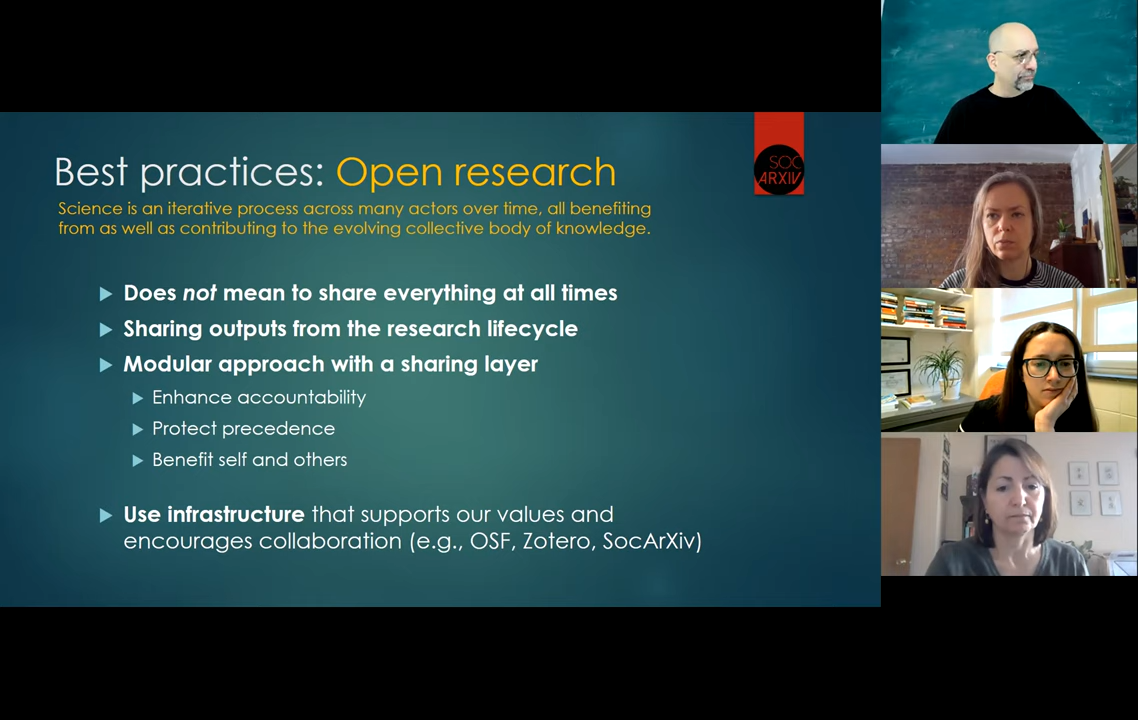 Best practices: Open research
SOC
ARXIV
Science is an iterative process across many actors over time, all benefiting
from as well as contributing to the evolving collective body of knowledge.
Does not mean to share everything at all times
Sharing outputs from the research lifecycle
Modular approach with a sharing layer
Enhance accountability
Protect precedence
Benefit self and others
Use infrastructure that supports our values and
encourages collaboration (e.g., OSF, Zotero, SocArXiv)